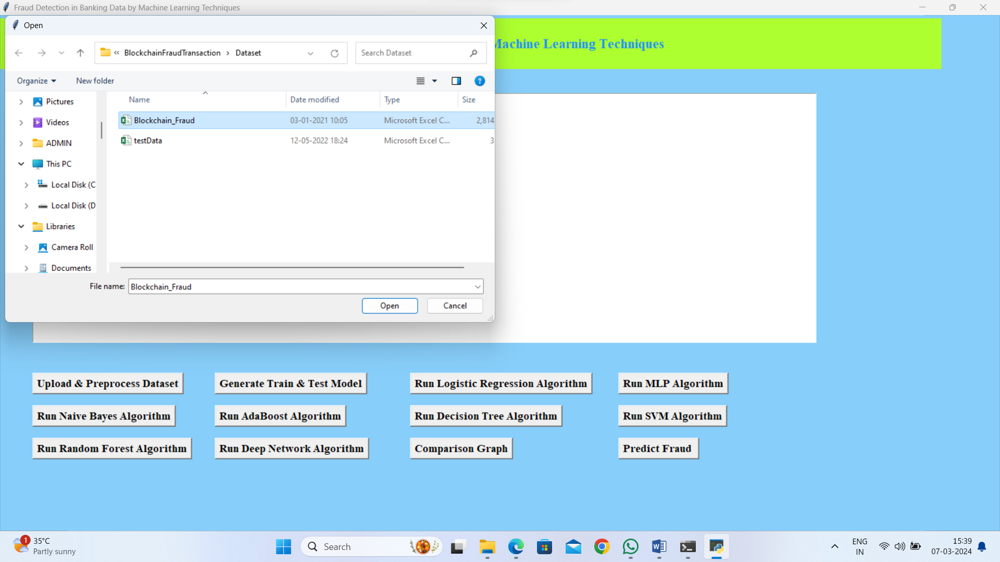 Fraud Detection in Banking Data by Machine Learning Techniques
Open
Machine Learning Techniques
« BlockchainFraudTransaction › Dataset
Search Dataset
Organize
New folder
Name Date modified Type Size
Pictures
Videos
ADMIN
This PC
Local Disk (C
Local Disk (D
Libraries
Camera Roll
Documents
Blockchain_Fraud 03-01-2021 10:05 Microsoft Excel C... 2,814
testData 12-05-2022 18:24 Microsoft Excel C... 3
File name: Blockchain_Fraud
Open Cancel
Upload & Preprocess Dataset Generate Train & Test Model Run Logistic Regression Algorithm Run MLP Algorithm
Run Naive Bayes Algorithm Run AdaBoost Algorithm Run Decision Tree Algorithm Run SVM Algorithm
Run Random Forest Algorithm Run Deep Network Algorithm Comparison Graph Predict Fraud
1
35°C
Partly sunny
Search
ENG
IN
15:39
07-03-2024